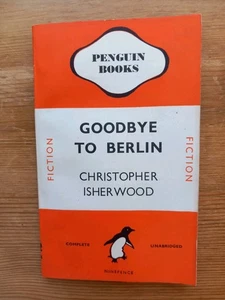 PENGUIN
BOOKS
GOODBYE
TO BERLIN
CHRISTOPHER
ISHERWOOD
FICTION
FICTION
COMPLETE
UNABRIDGED